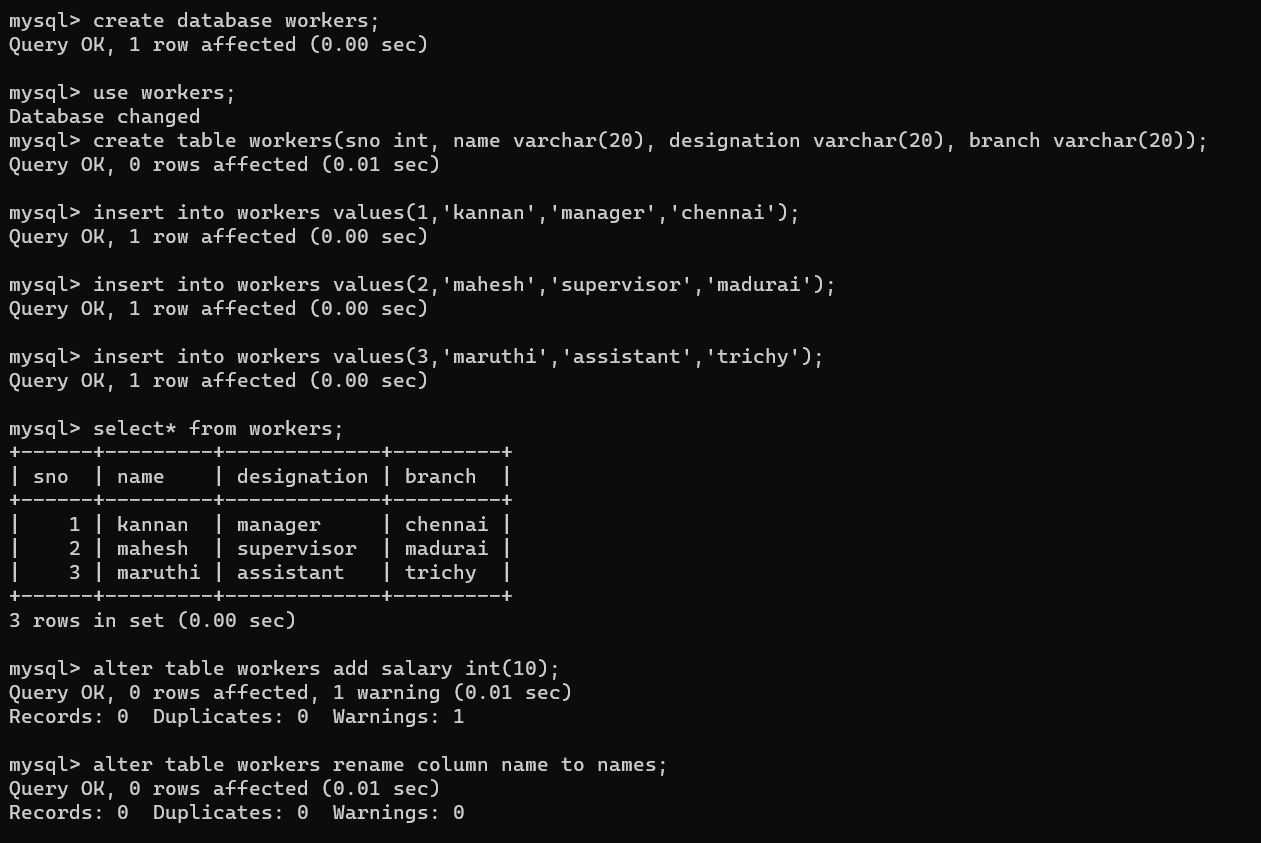 mysql> create database workers;
Query OK, 1 row affected (0.00 sec)

mysql> use workers;
Database changed
mysql> create table workers(sno int, name varchar(20), designation varchar(20), branch varchar(20));
Query OK, 0 rows affected (0.01 sec)

mysql> insert into workers values(1,'kannan','manager','chennai');
Query OK, 1 row affected (0.00 sec)

mysql> insert into workers values(2,'mahesh','supervisor','madurai');
Query OK, 1 row affected (0.00 sec)

mysql> insert into workers values(3,'maruthi','assistant','trichy');
Query OK, 1 row affected (0.00 sec)

mysql> select* from workers;
+------+---------+-------------+---------+
| sno  | name    | designation | branch  |
+------+---------+-------------+---------+
|    1 | kannan  | manager     | chennai |
|    2 | mahesh  | supervisor  | madurai |
|    3 | maruthi | assistant   | trichy  |
+------+---------+-------------+---------+
3 rows in set (0.00 sec)

mysql> alter table workers add salary int(10);
Query OK, 0 rows affected, 1 warning (0.01 sec)
Records: 0  Duplicates: 0  Warnings: 1

mysql> alter table workers rename column name to names;
Query OK, 0 rows affected (0.01 sec)
Records: 0  Duplicates: 0  Warnings: 0